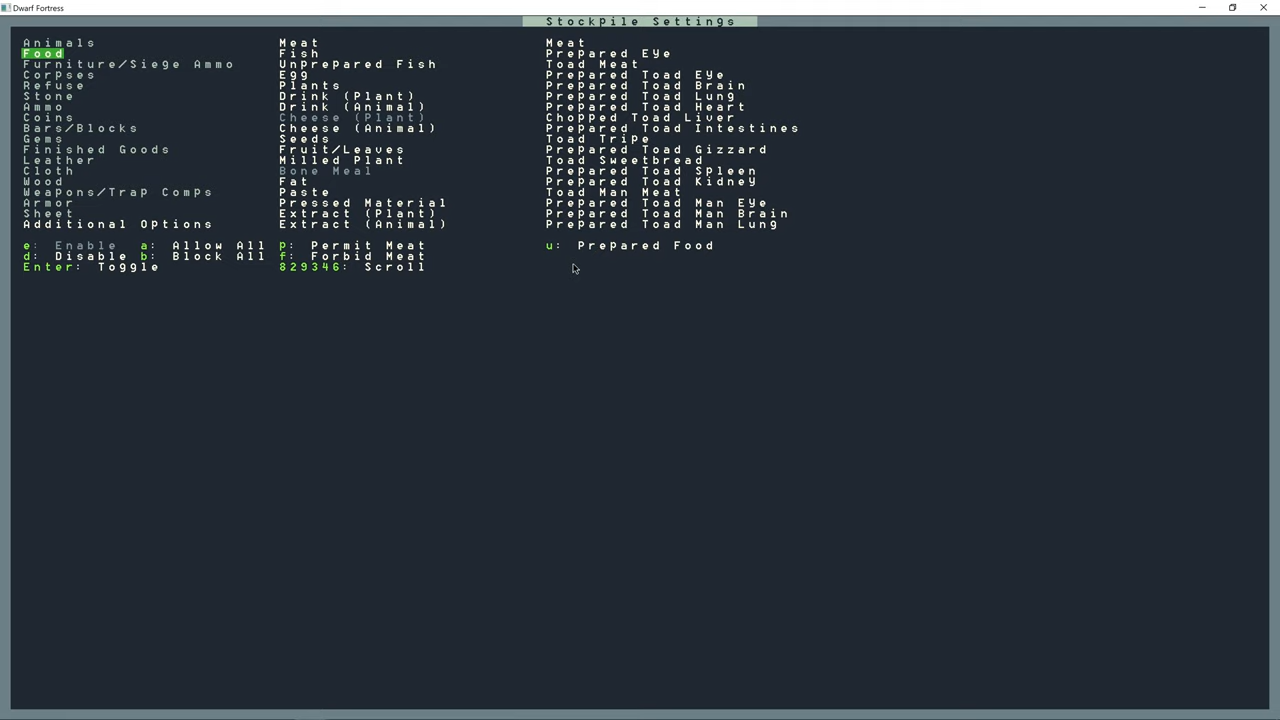 Dwarf Fortress
Stockpile Settings
Animals Meat Meat
Food Fish Prepared Eye
Furniture/Siege Ammo Unprepared Fish Toad Meat
Corpses Egg Prepared Toad Eye
Refuse Plants Prepared Toad Brain
Stone Drink (Plant) Prepared Toad Lung
Ammo Drink (Animal) Prepared Toad Heart
Coins Cheese (Plant) Chopped Toad Liver
Bars/Blocks Cheese (Animal) Prepared Toad Intestines
Gems Seeds Toad Tripe
Finished Goods Fruit/Leaves Prepared Toad Gizzard
Leather Milled Plant Toad Sweetbread
Cloth Bone Meal Prepared Toad Spleen
Wood Fat Prepared Toad Kidney
Weapons/Trap Comps Paste Toad Man Meat
Armor Pressed Material Prepared Toad Man Eye
Sheet Extract (Plant) Prepared Toad Man Brain
Additional Options Extract (Animal) Prepared Toad Man Lung
e: Enable a: Allow All p: Permit Meat u: Prepared Food
d: Disable b: Block All f: Forbid Meat
Enter: Toggle 829346: Scroll